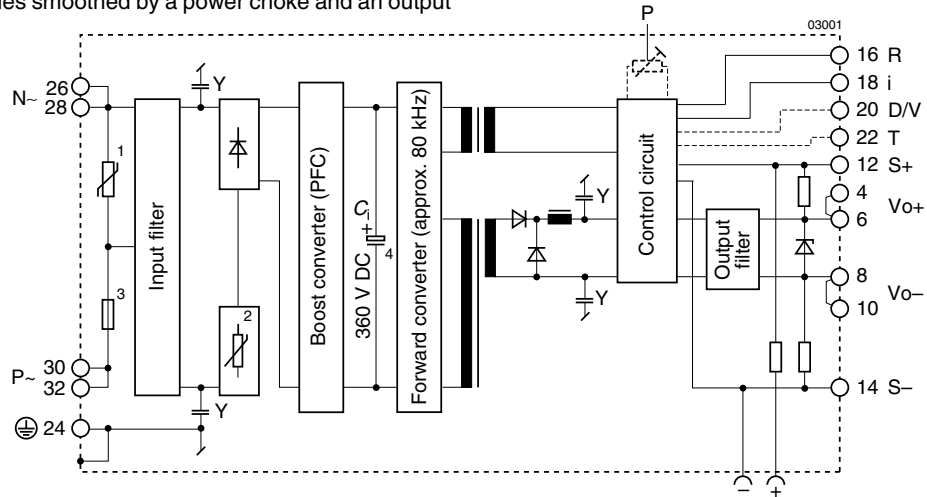 es smoothed by a power choke and an output
P
03001
N~
26
28
1
3
Input filter
Y
2
Y
Boost converter (PFC)
Ci
+
4
360 V DC
Forward converter (approx. 80 kHz)
Y
Y
Control circuit
Output
filter
16 R
18 i
20 D/V
22 T
12 S+
4
Vo+
6
8
Vo–
10
14 S–
P~
30
32
24
–
+